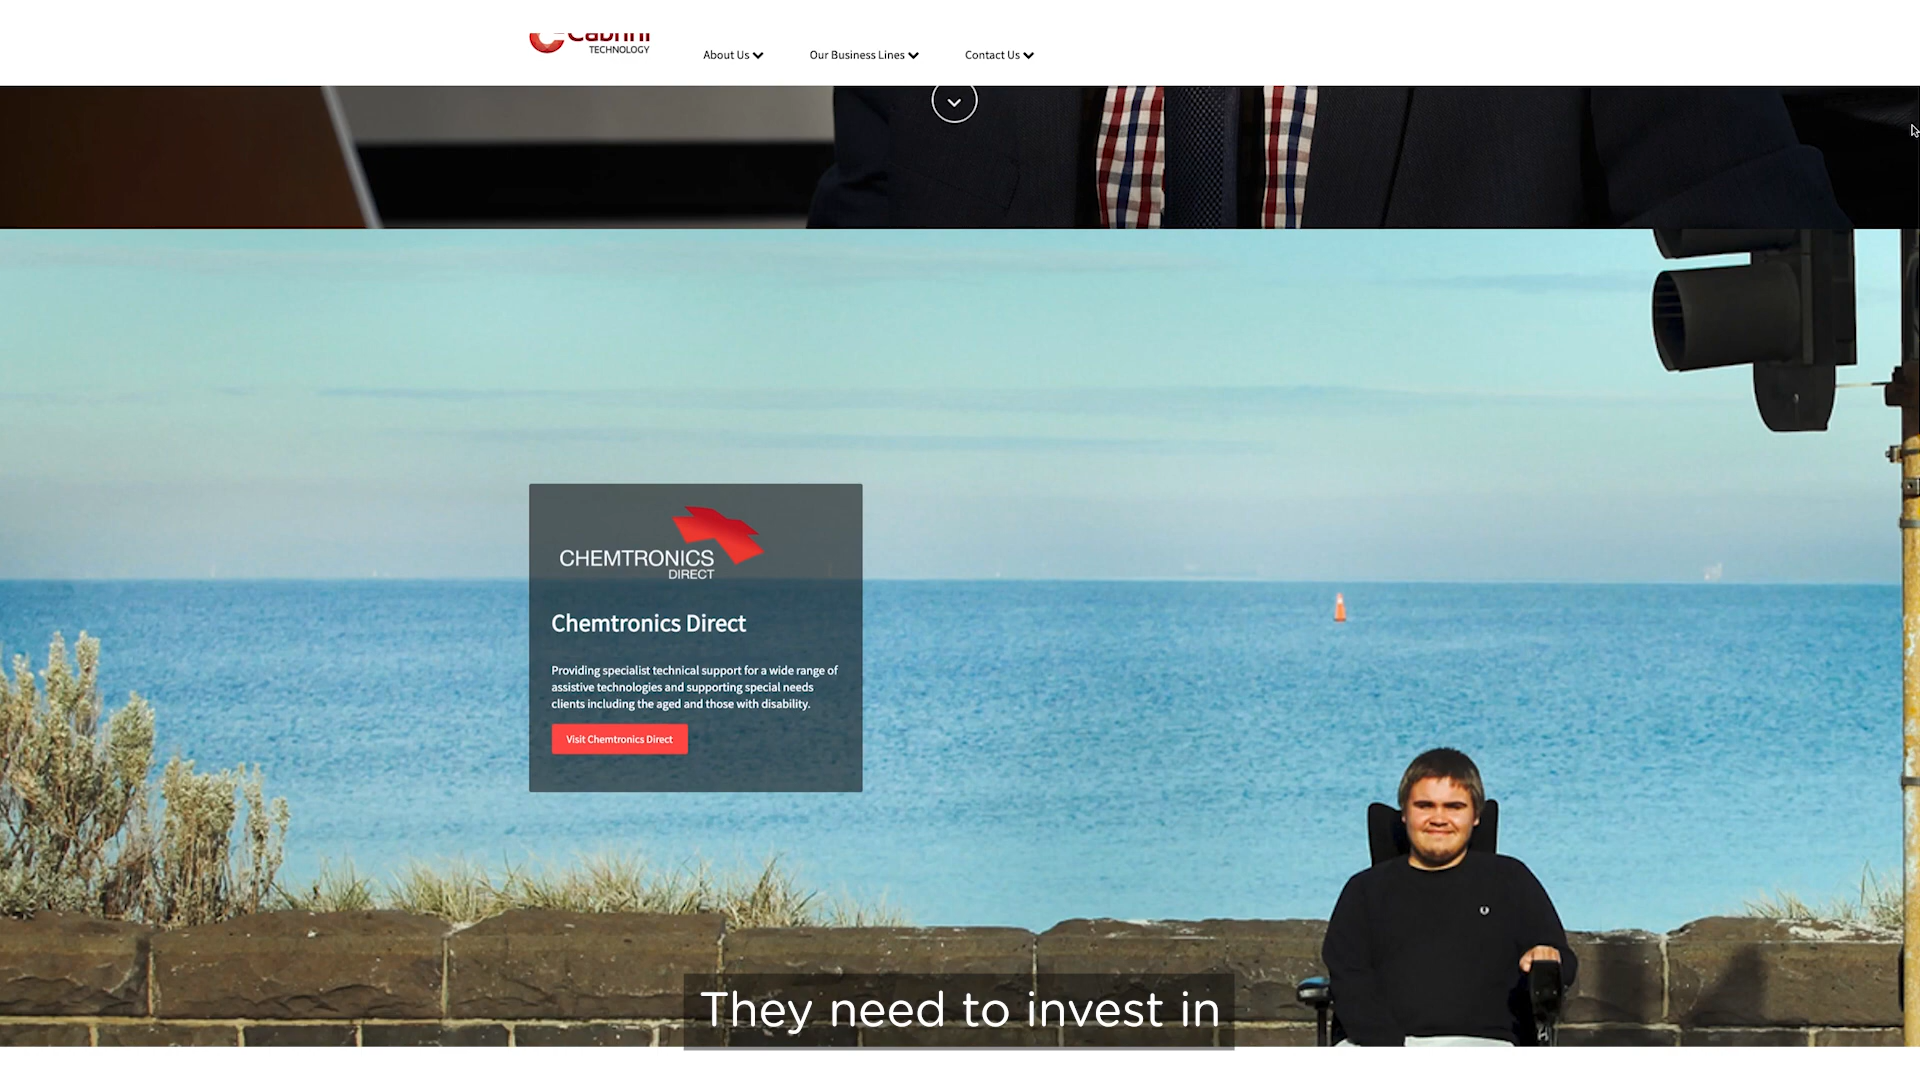 Cabrini
TECHNOLOGY
About Us
Our Business Lines
Contact Us
CHEMTRONICS
DIRECT
Chemtronics Direct
Providing specialist technical support for a wide range of
assistive technologies and supporting special needs
clients including the aged and those with disability.
Visit Chemtronics Direct
They need to invest in